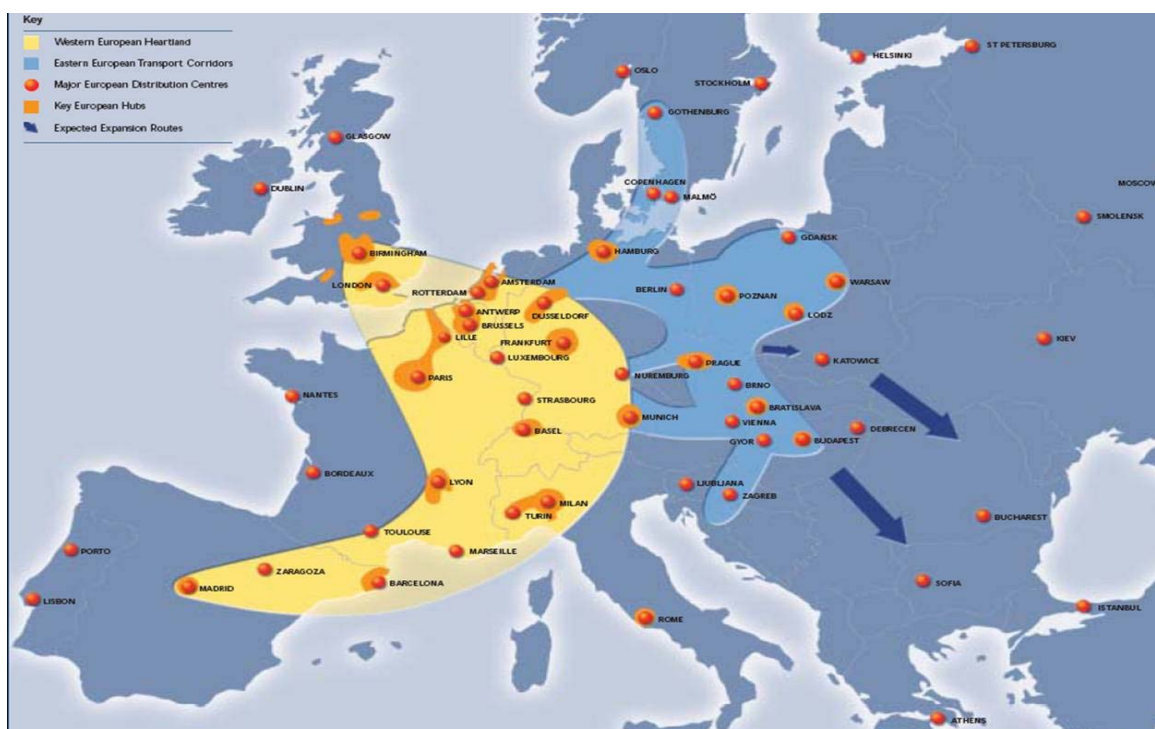 Key
Western European Heartland
Eastern European Transport Corridors
Major European Distribution Centres
Key European Hubs
Expected Expansion Routes
ST PETERSBURG
HELSINKI
OSLO
STOCKHOLM
GOTHENBURG
GLASGOW
COPENHAGEN
MOSCOW
DUBLIN
MALMÖ
SMOLENSK
GDAŃSK
BIRMINGHAM
HAMBURG
AMSTERDAM
WARSAW
LONDON
ROTTERDAM
BERLIN
POZNAN
ANTWERP
DUSSELDORF
LODZ
BRUSSELS
LILLE
FRANKFURT
KIEV
LUXEMBOURG
PRAGUE
KATOWICE
PARIS
NUREMBURG
BRNO
NANTES
STRASBOURG
BRATISLAVA
MUNICH
VIENNA
DEBRECEN
BASEL
GYOR
BUDAPEST
BORDEAUX
LYON
LJUBLJANA
ZAGREB
MILAN
TURIN
BUCHAREST
TOULOUSE
PORTO
MARSEILLE
ZARAGOZA
MADRID
BARCELONA
SOFIA
LISBON
ISTANBUL
ROME
ATHENS